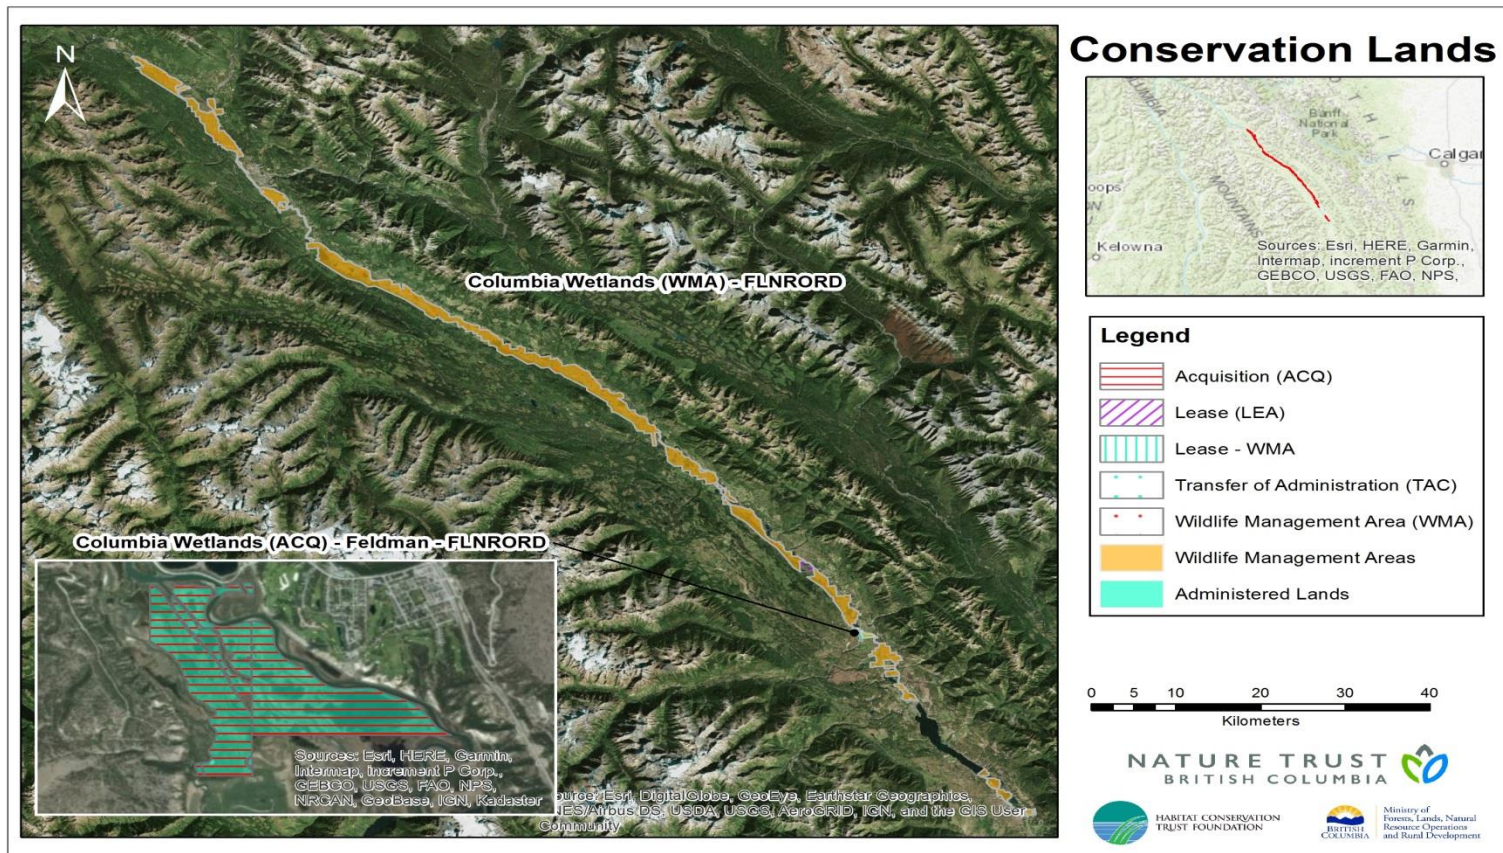 Conservation Lands
N
Columbia Wetlands (WMA) - FLNRORD
Columbia Wetlands (ACQ) - Feldman - FLNRORD
Sources: Esri, HERE, Garmin,
Intermap, increment P Corp.,
GEBCO, USGS, FAO, NPS,
NRCAN, GeoBase, IGN, Kadaster
Esri, DigitalGlobe, GeoEye, Earthstar Geographics,
Airbus DS, USDA, USGS, AeroGRID, IGN, and the GIS User
Community
Banff
National
Park
Calgar
MOUNTAINS
oops
Kelowna
Sources: Esri, HERE, Garmin,
Intermap, increment P Corp.,
GEBCO, USGS, FAO, NPS,
Legend
Acquisition (ACQ)
Lease (LEA)
Lease - WMA
Transfer of Administration (TAC)
Wildlife Management Area (WMA)
Wildlife Management Areas
Administered Lands
0 5 10 20 30 40
Kilometers
NATURE TRUST
BRITISH COLUMBIA
HABITAT CONSERVATION
TRUST FOUNDATION
BRITISH
COLUMBIA
Ministry of
Forests, Lands, Natural
Resource Operations
and Rural Development